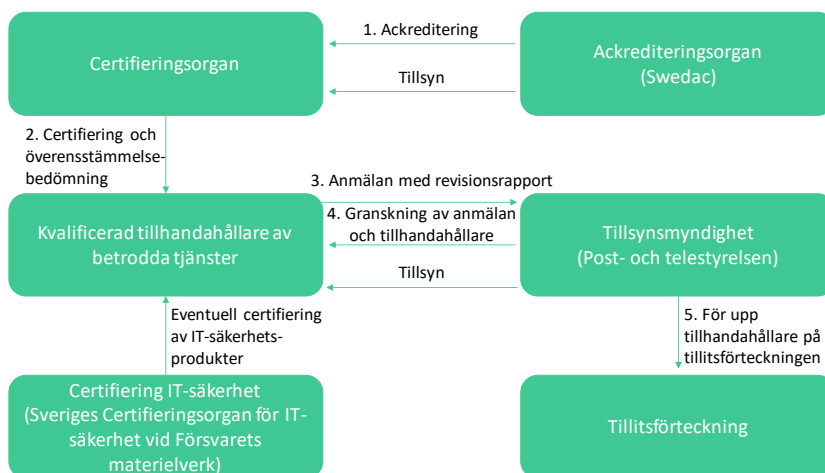 Certifieringsorgan
1. Ackreditering
Tillsyn
Ackrediteringsorgan
(Swedac)
2. Certifiering och
överensstämmelse-
bedömning
3. Anmälan med revisionsrapport
4. Granskning av anmälan
och tillhandahållare
Tillsyn
Kvalificerad tillhandahållare av
betrodda tjänster
Tillsynsmyndighet
(Post- och telestyrelsen)
Eventuell certifiering
av IT-säkerhets-
produkter
5. För upp
tillhandahållare på
tillitsförteckningen
Certifiering IT-säkerhet
(Sveriges Certifieringsorgan för IT-
säkerhet vid Försvarets
materielverk)
Tillitsförteckning